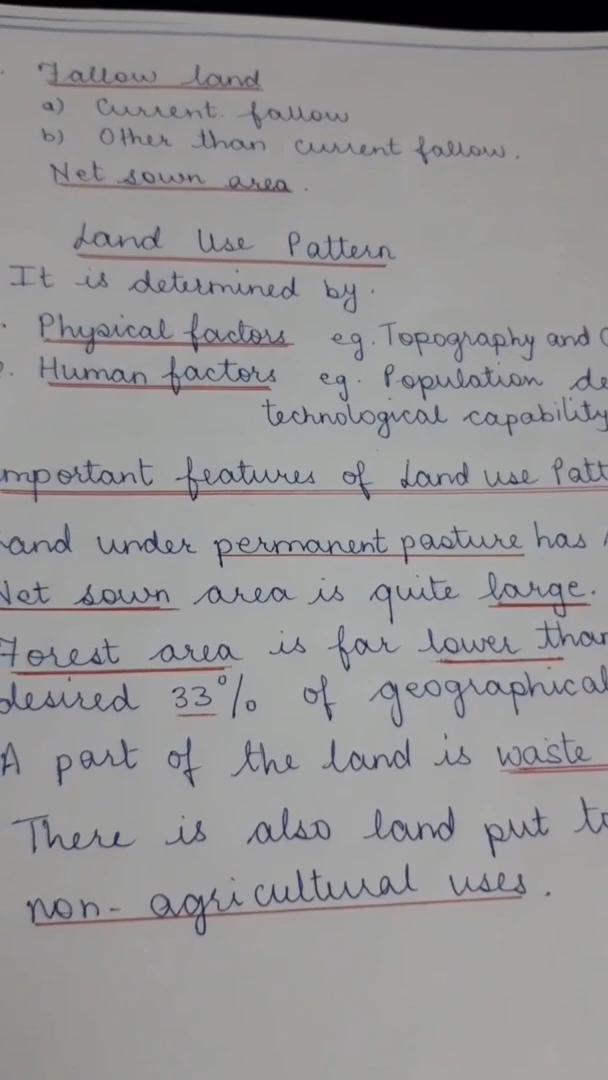 Fallow land
a) Current fallow
b) Other than current fallow.
Net sown area.
Land Use Pattern
It is determined by.
Physical factors eg. Topography and
Human factors eg. Population
technological capability
features of Land use
under permanent pasture has
sown area is quite large.
Forest area is far lower than
desired 33% of geographical
A part of the land is waste
There is also land put to
non-agricultural uses.